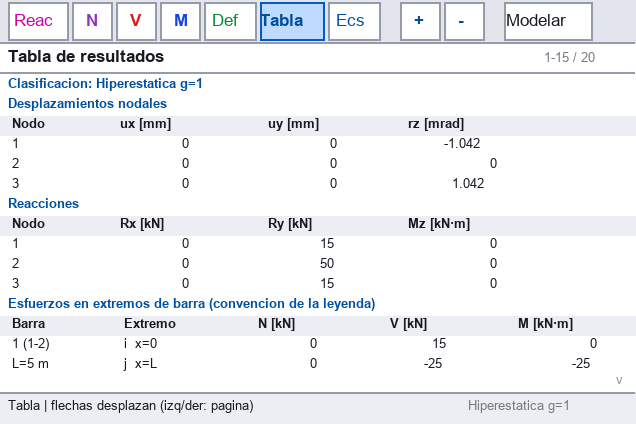 Reac N V M Def Tabla Ecs + - Modelar
Tabla de resultados 1-15 / 20
Clasificacion: Hiperestatica g=1
Desplazamientos nodales
Nodo ux [mm] uy [mm] rz [mrad]
1 0 0 -1.042
2 0 0 0
3 0 0 1.042
Reacciones
Nodo Rx [kN] Ry [kN] Mz [kN·m]
1 0 15 0
2 0 50 0
3 0 15 0
Esfuerzos en extremos de barra (convencion de la leyenda)
Barra Extremo N [kN] V [kN] M [kN·m]
1 (1-2) i x=0 0 15 0
L=5 m j x=L 0 -25 -25
v
Tabla | flechas desplazan (izq/der: pagina) Hiperestatica g=1